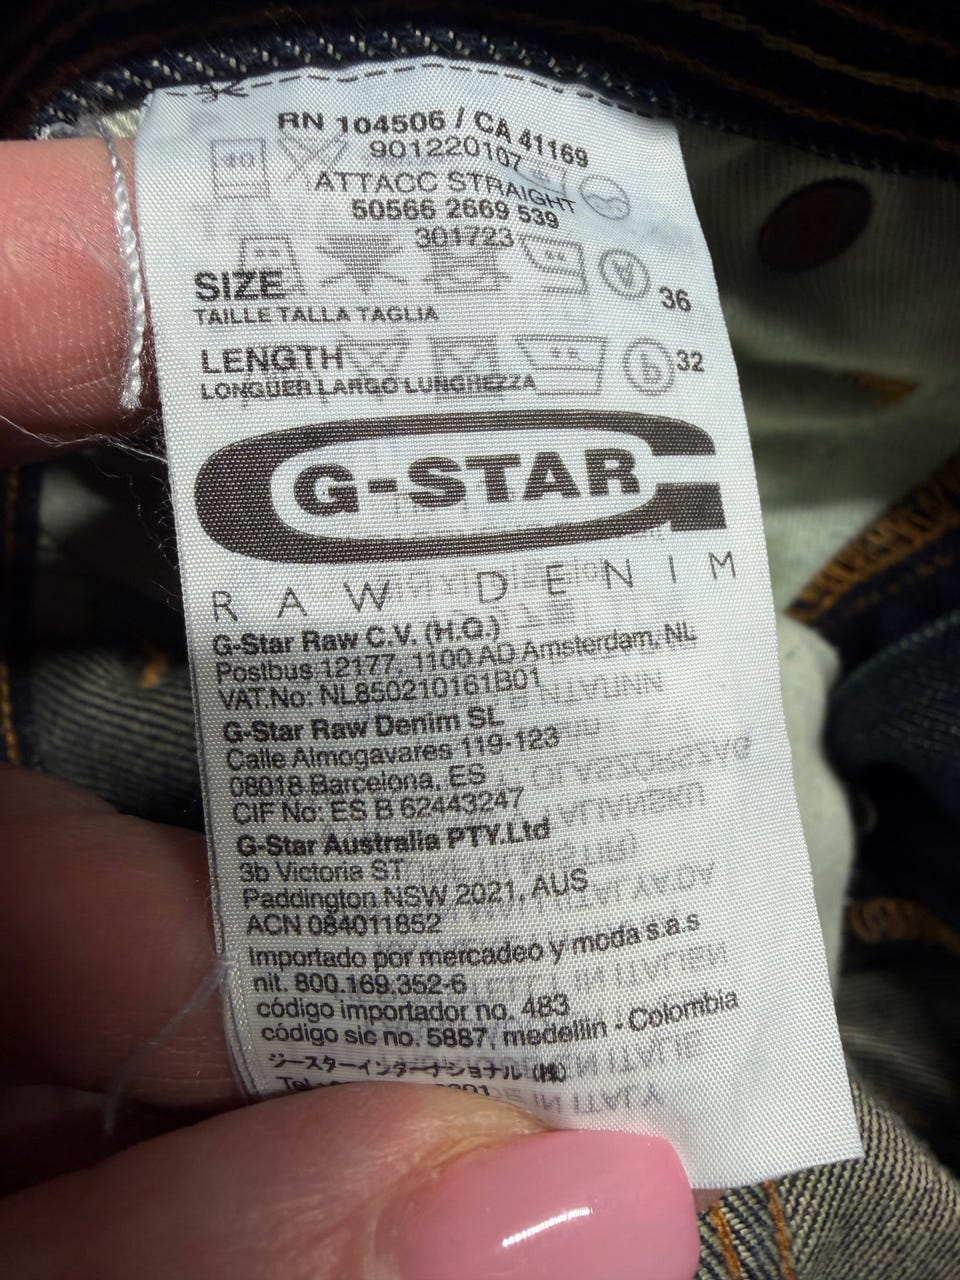 RN 104506 / CA 41169
901220107
ATTACC STRAIGHT
50566 2669 539
301723
SIZE 36
TAILLE TALLA TAGLIA
LENGTH 32
LONGUER LARGO LUNGHEZZA
G-STAR
RAW DENIM
G-Star Raw C.V. (H.Q.)
Postbus 12177, 1100 AD Amsterdam, NL
VAT.No: NL850210161B01
G-Star Raw Denim SL
Calle Almogavares 119-123
08018 Barcelona, ES
CIF No: ES B 62443247
G-Star Australia PTY.Ltd
3b Victoria ST
Paddington NSW 2021, AUS
ACN 084011852
Importado por mercadeo y moda s.a.s
nit. 800.169.352-6
código importador no. 483
código sic no. 5887, medellin - Colombia
ジースターインターナショナル(株)
Tel